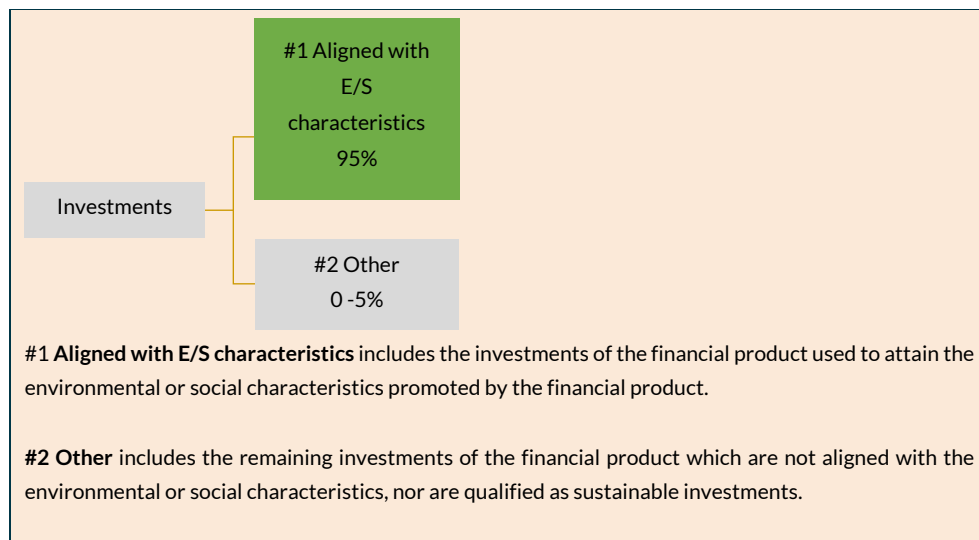 #1 Aligned with
E/S
characteristics
95%
Investments
#2 Other
0 -5%
#1 Aligned with E/S characteristics includes the investments of the financial product used to attain the
environmental or social characteristics promoted by the financial product.
#2 Other includes the remaining investments of the financial product which are not aligned with the
environmental or social characteristics, nor are qualified as sustainable investments.